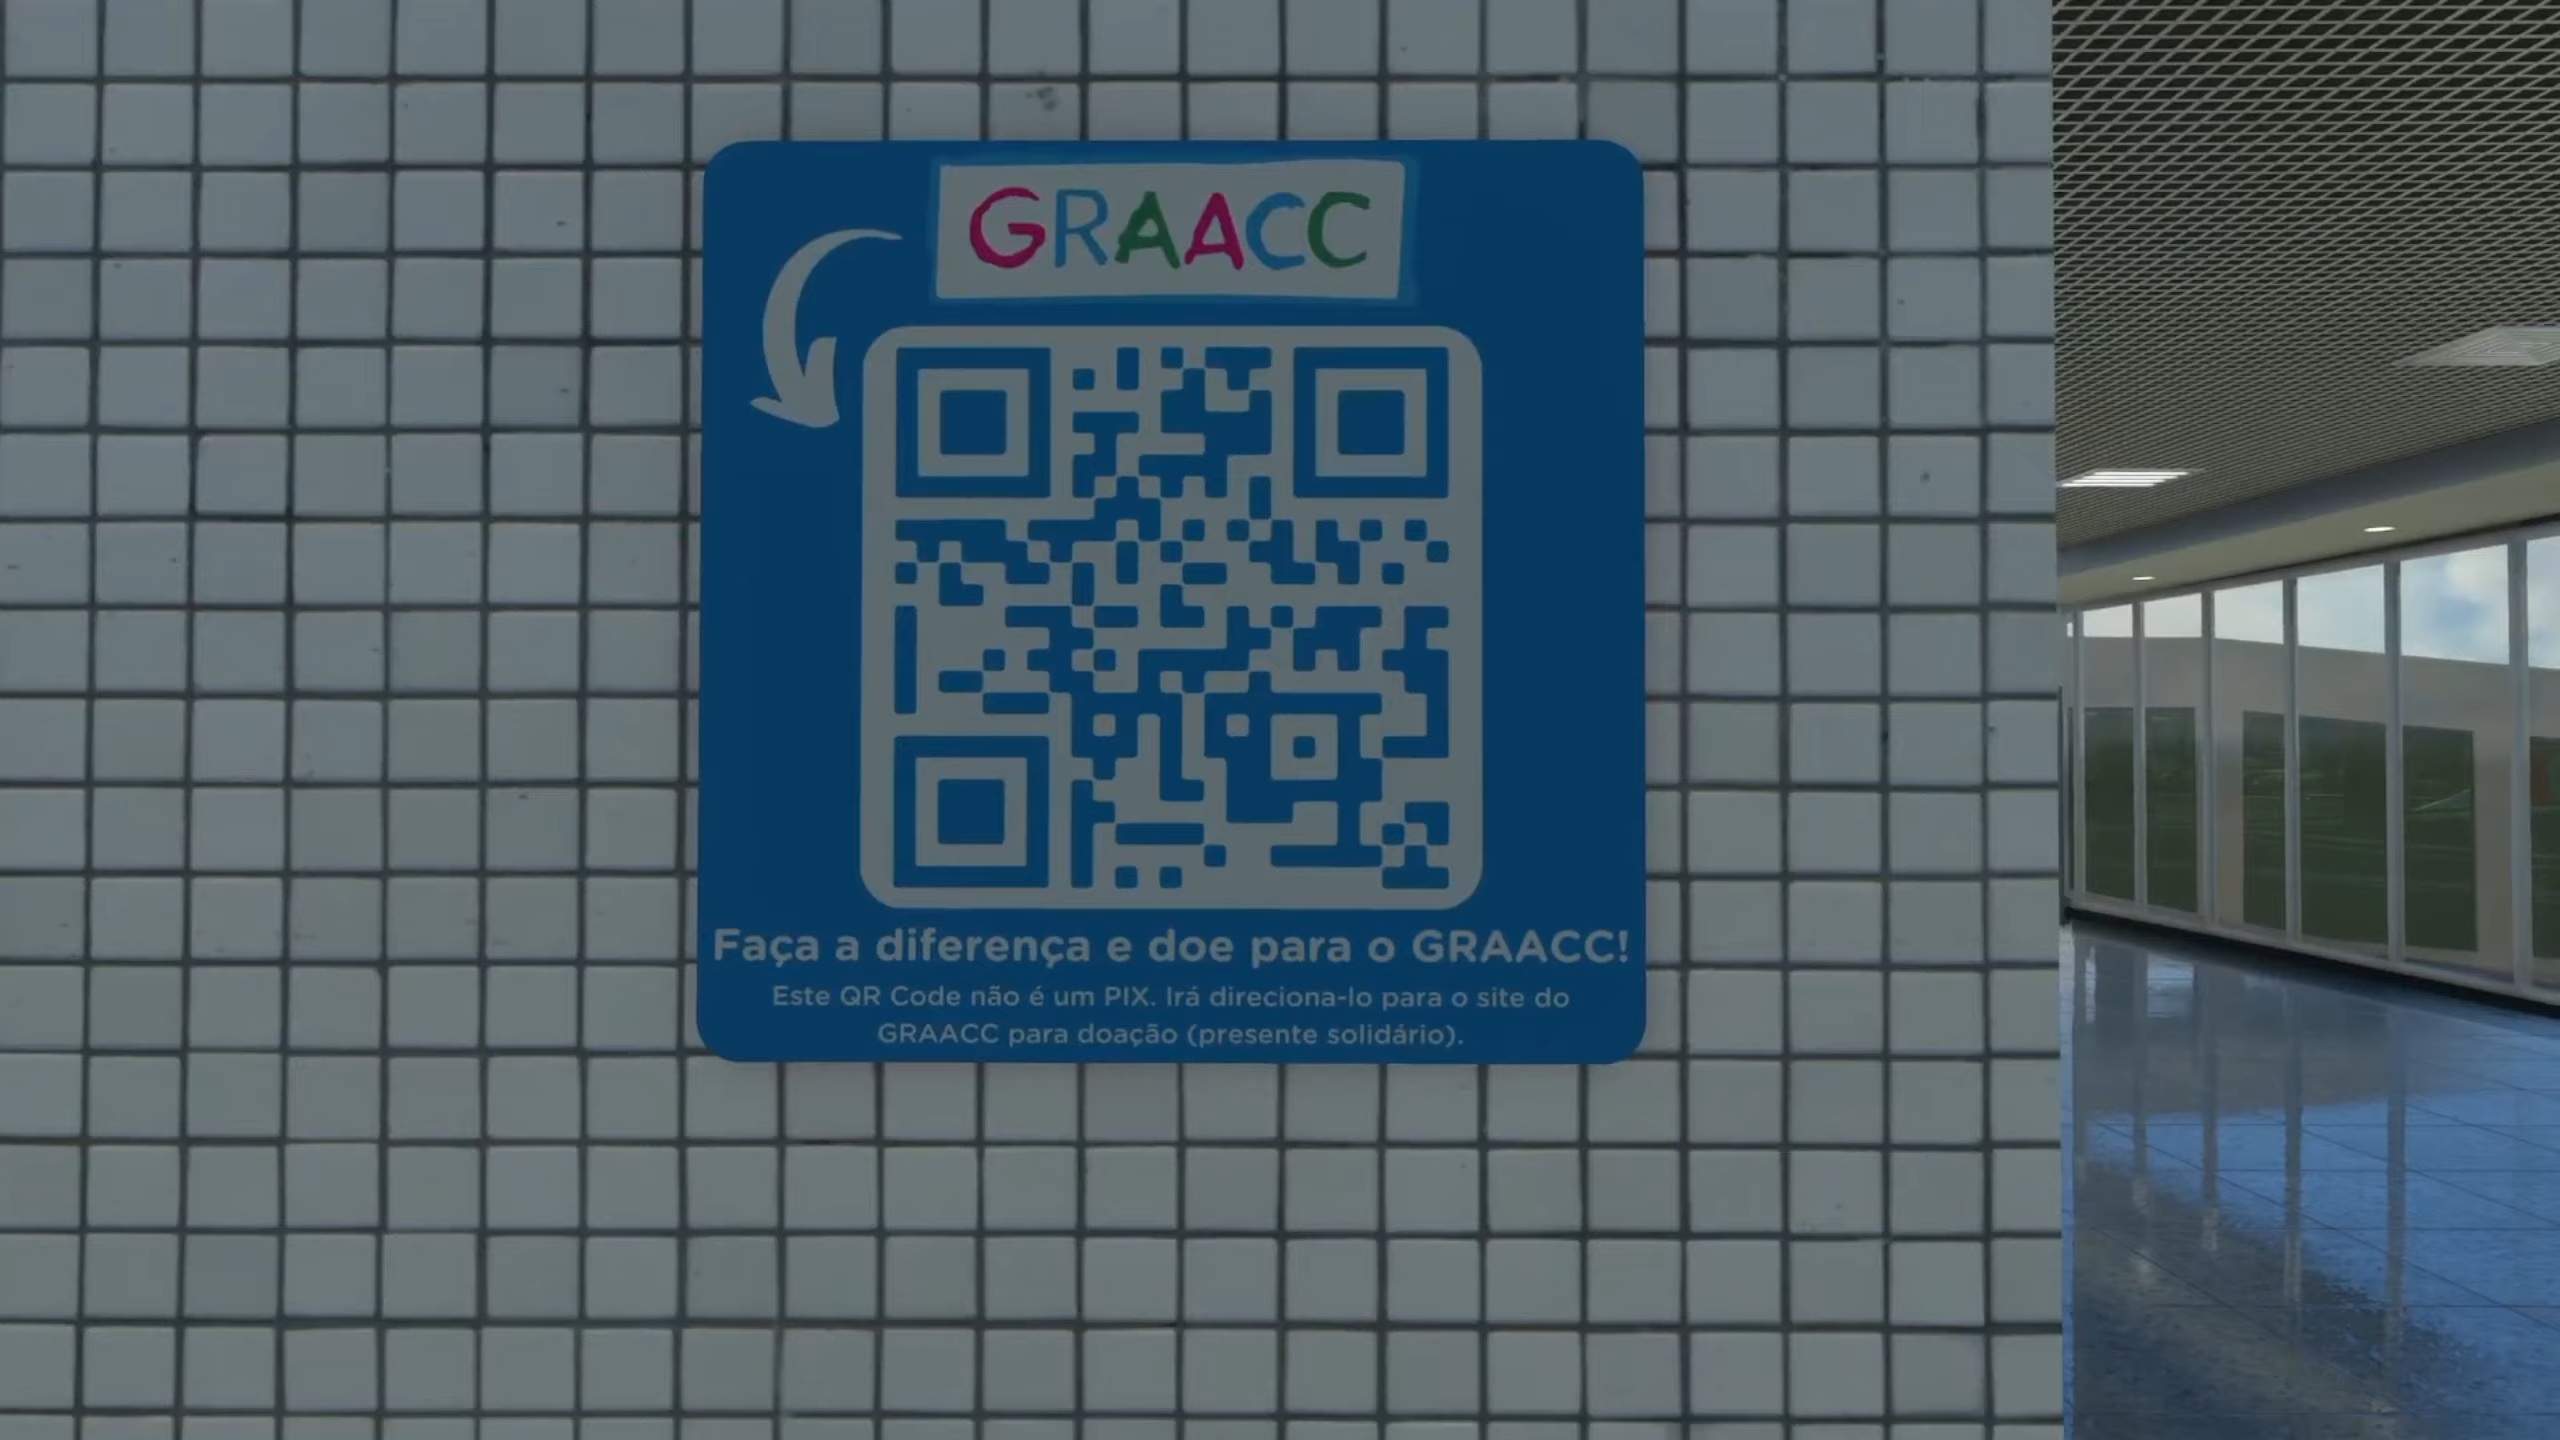 GRAACC
Faça a diferença e doe para o GRAACC!
Este QR Code não é um PIX. Irá direciona-lo para o site do
GRAACC para doação (presente solidário).